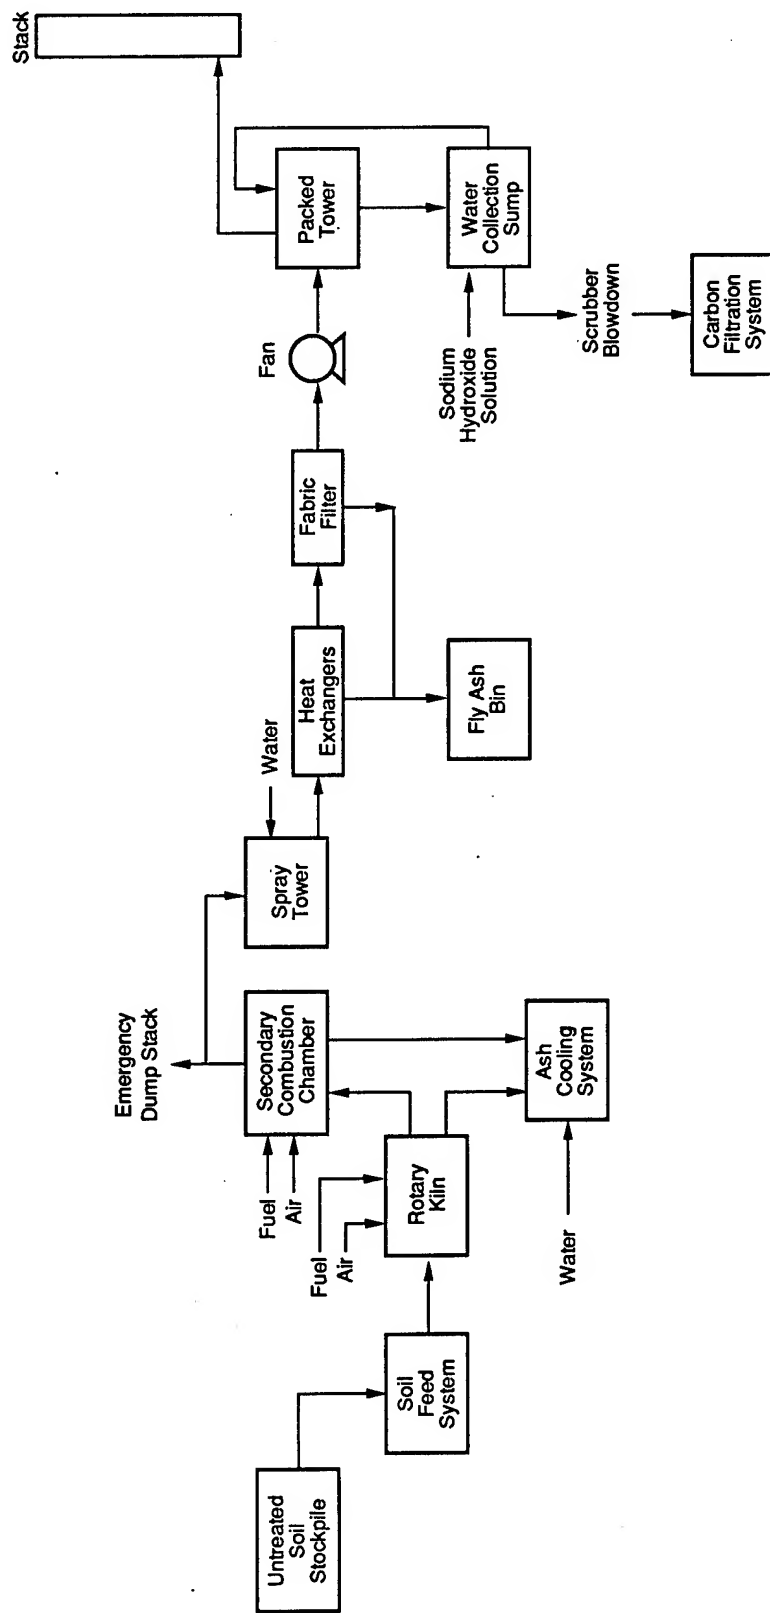 Untreated
Soil
Stockpile
Soil
Feed
System
Fuel
Air
Rotary
Kiln
Fuel
Air
Secondary
Combustion
Chamber
Emergency
Dump Stack
Water
Ash
Cooling
System
Spray
Tower
Water
Heat
Exchangers
Fly Ash
Bin
Fabric
Filter
Fan
Packed
Tower
Stack
Sodium
Hydroxide
Solution
Water
Collection
Sump
Scrubber
Blowdown
Carbon
Filtration
System